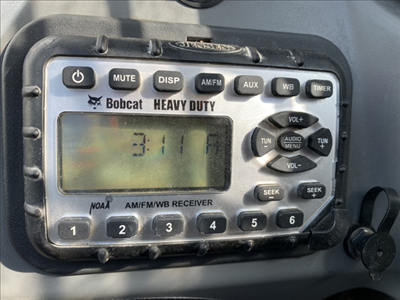 MUTE DISP AM/FM AUX WB TIMER
Bobcat HEAVY DUTY
VOL+
3:11 A
TUN - AUDIO MENU TUN +
VOL-
NOAA AM/FM/WB RECEIVER
SEEK - SEEK +
1 2 3 4 5 6